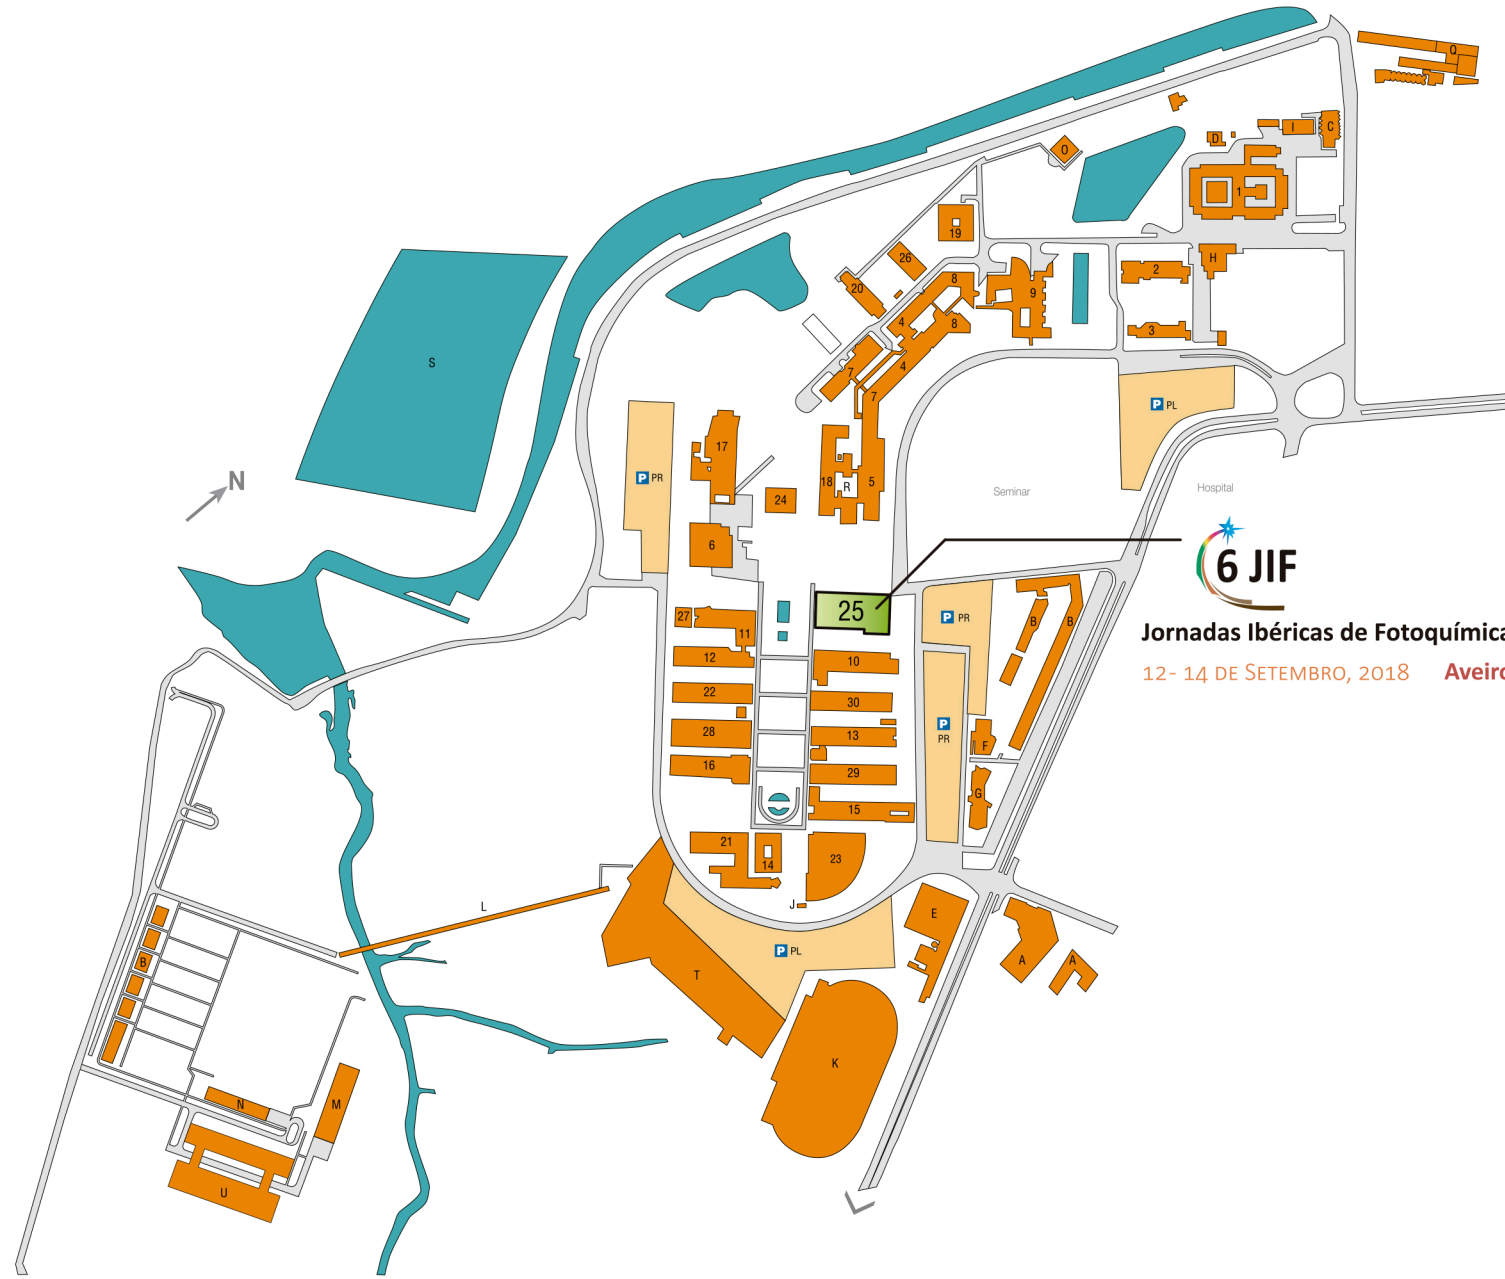 Q
I
C
D
O
1
19
26
H
2
20
8
9
4
8
3
S
7
4
7
P PL
17
P PR
18
R
5
N
24
Seminar
Hospital
6
6 JIF
25
27
11
P PR
B
B
Jornadas Ibéricas de Fotoquímica
12- 14 DE SETEMBRO, 2018 Aveiro
12
10
22
30
28
13
P
PR
F
16
29
G
15
21
14
23
L
J
E
B
P PL
A
A
T
K
N
M
U